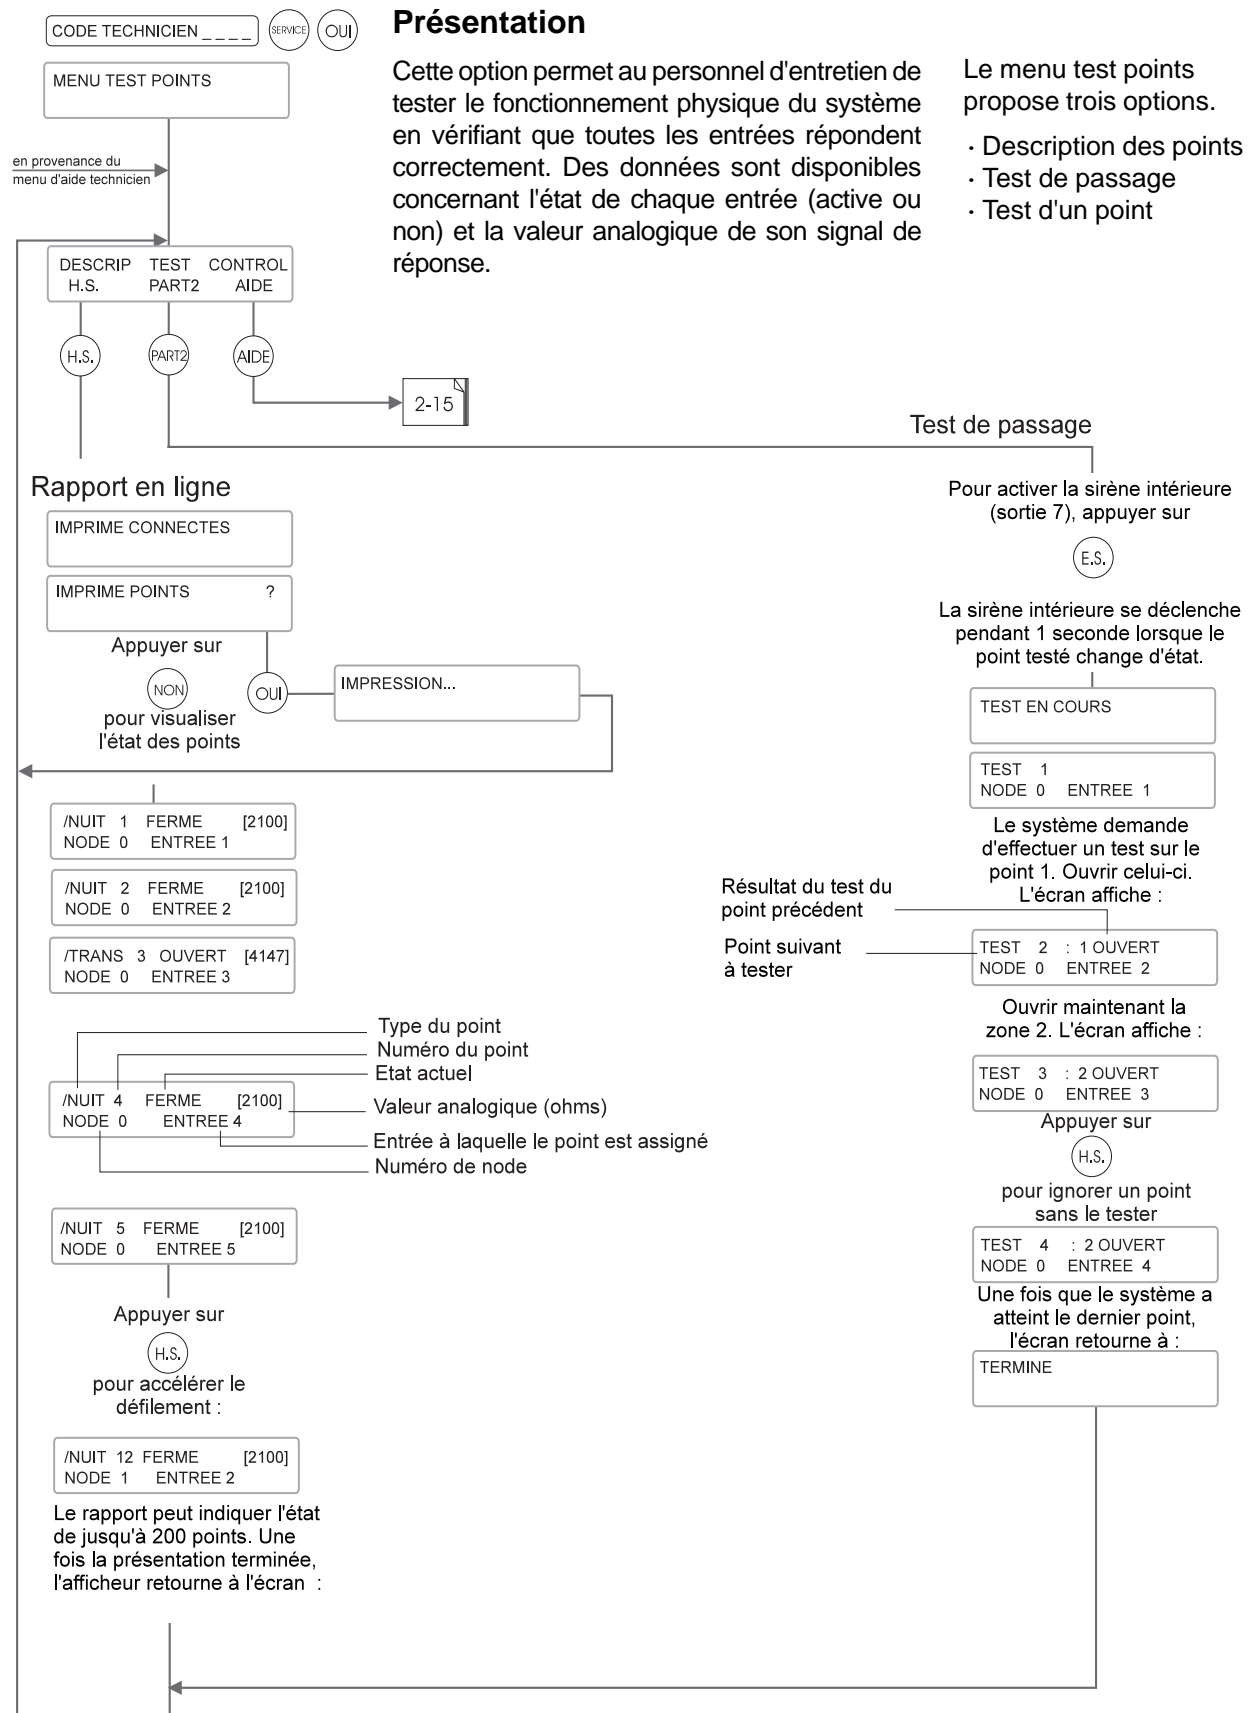 CODE TECHNICIEN _ _ _ _
SERVICE
OUI
MENU TEST POINTS
en provenance du
menu d'aide technicien
DESCRIP TEST CONTROL
H.S. PART2 AIDE
H.S.
PART2
AIDE
2-15
Présentation
Cette option permet au personnel d'entretien de
tester le fonctionnement physique du système
en vérifiant que toutes les entrées répondent
correctement. Des données sont disponibles
concernant l'état de chaque entrée (active ou
non) et la valeur analogique de son signal de
réponse.
Le menu test points
propose trois options.
· Description des points
· Test de passage
· Test d'un point
Rapport en ligne
IMPRIME CONNECTES
IMPRIME POINTS ?
Appuyer sur
NON
OUI
IMPRESSION...
pour visualiser
l'état des points
/NUIT 1 FERME [2100]
NODE 0 ENTREE 1
/NUIT 2 FERME [2100]
NODE 0 ENTREE 2
/TRANS 3 OUVERT [4147]
NODE 0 ENTREE 3
Type du point
Numéro du point
Etat actuel
/NUIT 4 FERME [2100]
NODE 0 ENTREE 4
Valeur analogique (ohms)
Entrée à laquelle le point est assigné
Numéro de node
/NUIT 5 FERME [2100]
NODE 0 ENTREE 5
Appuyer sur
H.S.
pour accélérer le
défilement :
/NUIT 12 FERME [2100]
NODE 1 ENTREE 2
Le rapport peut indiquer l'état
de jusqu'à 200 points. Une
fois la présentation terminée,
l'afficheur retourne à l'écran :
Test de passage
Pour activer la sirène intérieure
(sortie 7), appuyer sur
E.S.
La sirène intérieure se déclenche
pendant 1 seconde lorsque le
point testé change d'état.
TEST EN COURS
TEST 1
NODE 0 ENTREE 1
Le système demande
d'effectuer un test sur le
point 1. Ouvrir celui-ci.
L'écran affiche :
Résultat du test du
point précédent
Point suivant
à tester
TEST 2 : 1 OUVERT
NODE 0 ENTREE 2
Ouvrir maintenant la
zone 2. L'écran affiche :
TEST 3 : 2 OUVERT
NODE 0 ENTREE 3
Appuyer sur
H.S.
pour ignorer un point
sans le tester
TEST 4 : 2 OUVERT
NODE 0 ENTREE 4
Une fois que le système a
atteint le dernier point,
l'écran retourne à :
TERMINE